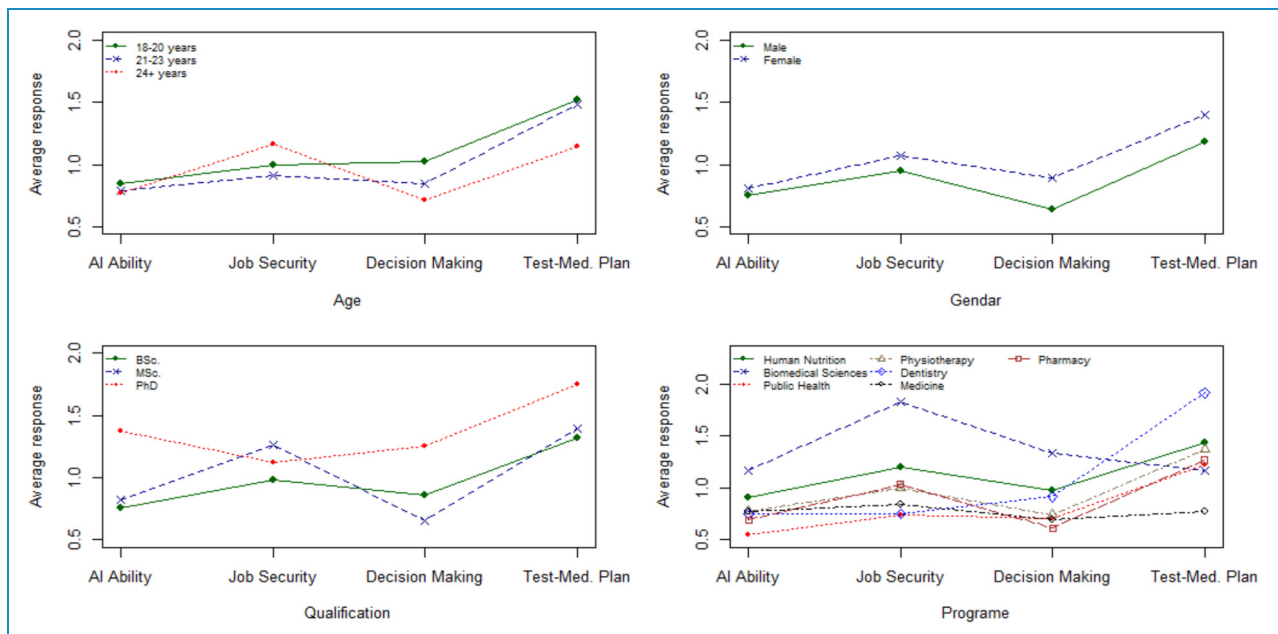 2.0
1.5
1.0
0.5
Average response
18-20 years
21-23 years
24+ years
AI Ability
Job Security
Decision Making
Test-Med. Plan
Age
2.0
1.5
1.0
0.5
Average response
Male
Female
AI Ability
Job Security
Decision Making
Test-Med. Plan
Gendar
2.0
1.5
1.0
0.5
Average response
BSc.
MSc.
PhD
AI Ability
Job Security
Decision Making
Test-Med. Plan
Qualification
2.0
1.5
1.0
0.5
Average response
Human Nutrition
Biomedical Sciences
Public Health
Physiotherapy
Dentistry
Medicine
Pharmacy
AI Ability
Job Security
Decision Making
Test-Med. Plan
Programe